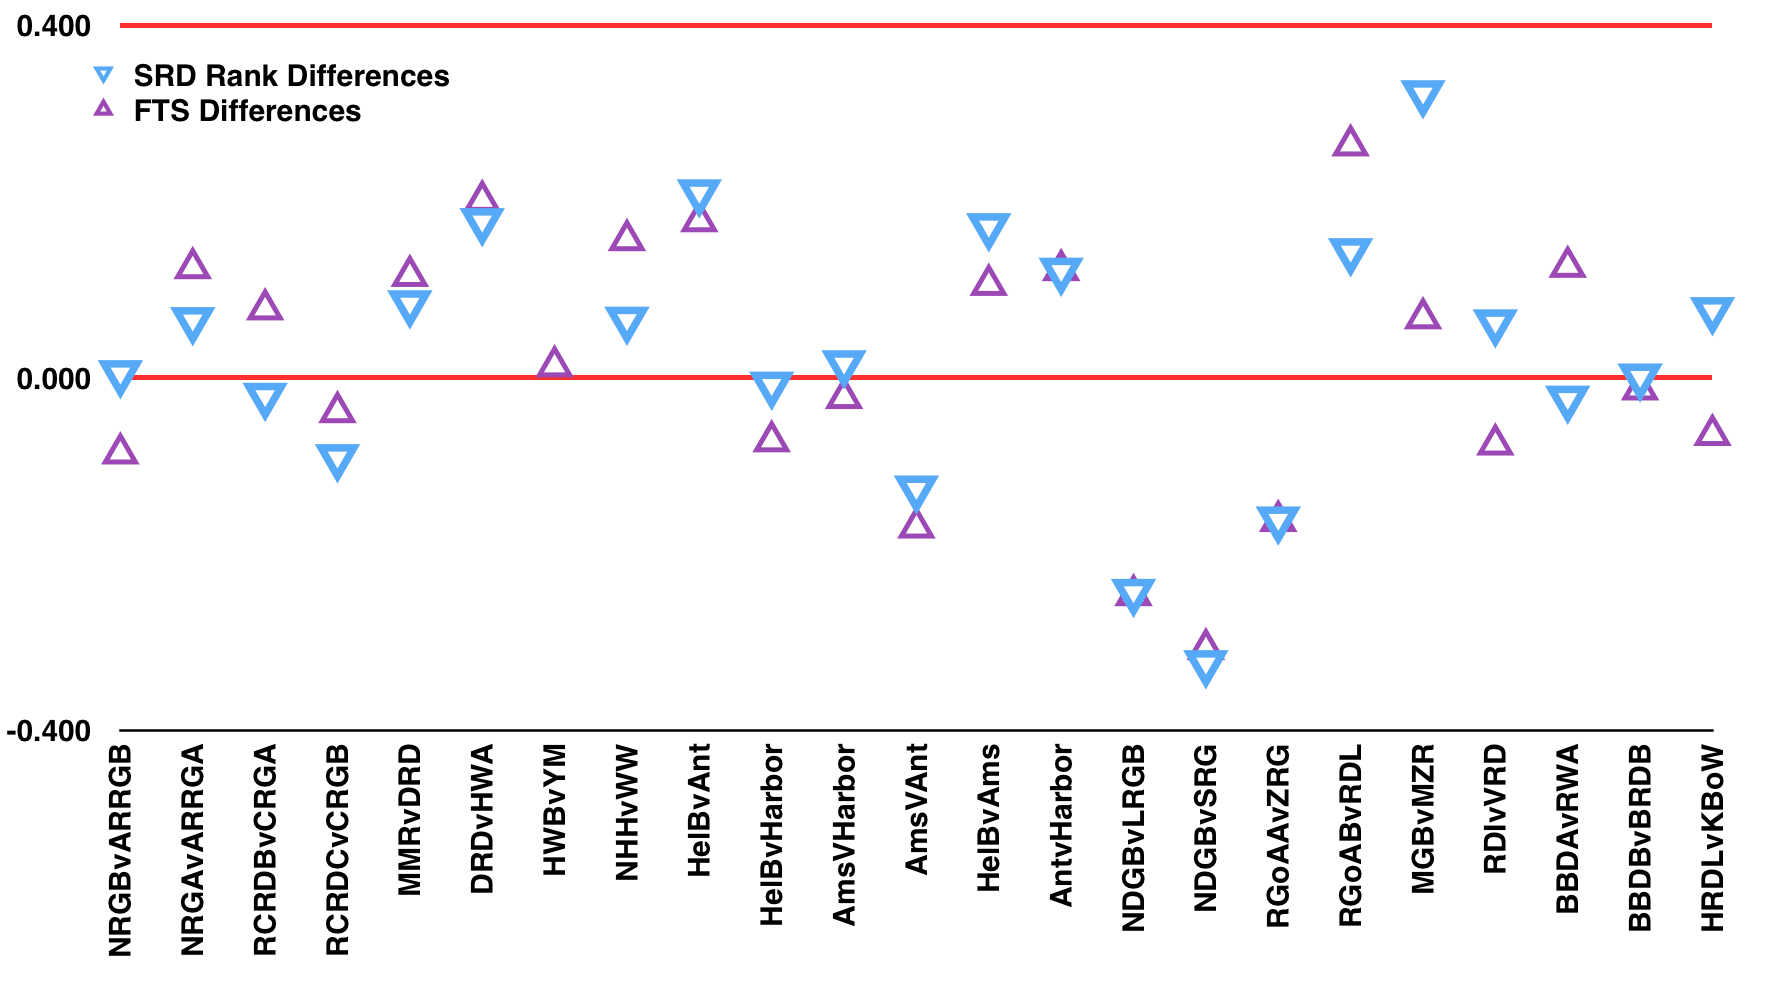 0.400
SRD Rank Differences
FTS Differences
0.000
-0.400
NRGBvARRGB
NRGAvARRGA
RCRDBvCRGA
RCRDCvCRGB
MMRvDRD
DRDvHWA
HWBvYM
NHHvWW
HelBvAnt
HelBvHarbor
AmsVHarbor
AmsVAnt
HelBvAms
AntvHarbor
NDGBvLRGB
NDGBvSRG
RGoAAvZRG
RGoABvRDL
MGBvMZR
RDIvVRD
BBDAvRWA
BBDBvBRDB
HRDLvKBoW